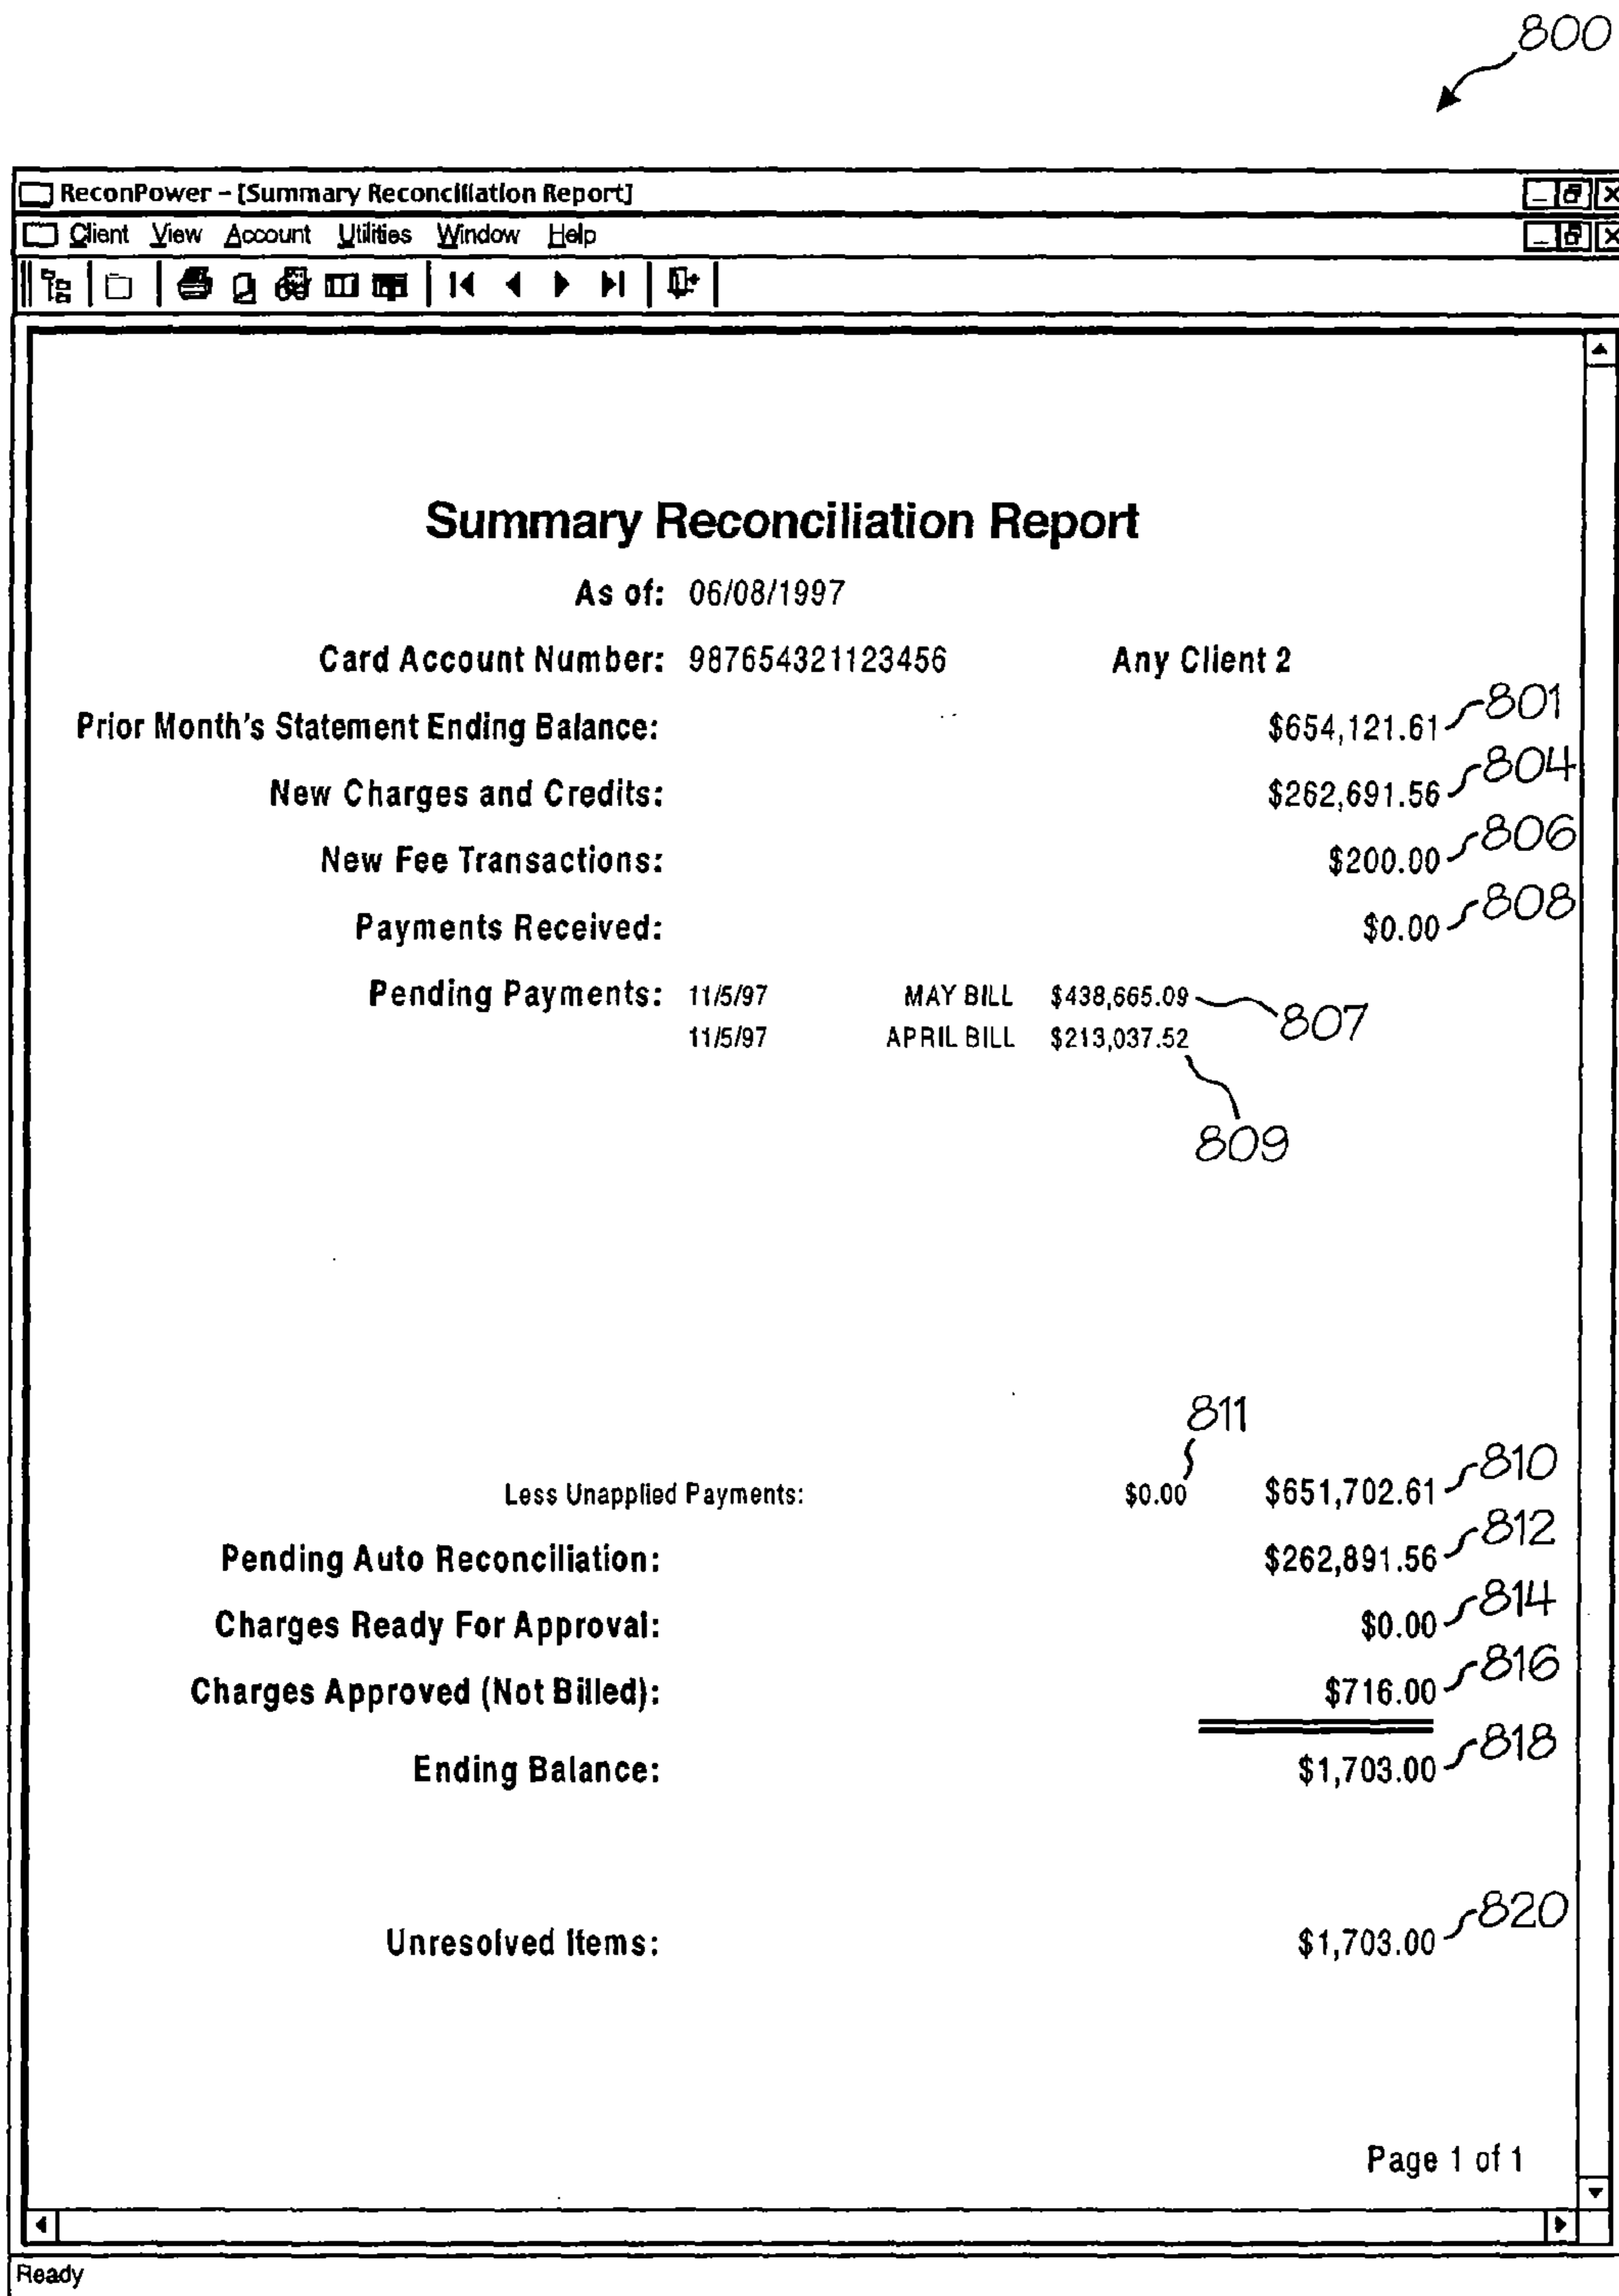 800
ReconPower – [Summary Reconciliation Report]
Client View Account Utilities Window Help
Summary Reconciliation Report
As of: 06/08/1997
Card Account Number: 987654321123456 Any Client 2
Prior Month's Statement Ending Balance: $654,121.61 801
New Charges and Credits: $262,691.56 804
New Fee Transactions: $200.00 806
Payments Received: $0.00 808
Pending Payments: 11/5/97 MAY BILL $438,665.09 807
11/5/97 APRIL BILL $213,037.52
809
811
Less Unapplied Payments: $0.00 $651,702.61 810
Pending Auto Reconciliation: $262,891.56 812
Charges Ready For Approval: $0.00 814
Charges Approved (Not Billed): $716.00 816
Ending Balance: $1,703.00 818
Unresolved Items: $1,703.00 820
Page 1 of 1
Ready